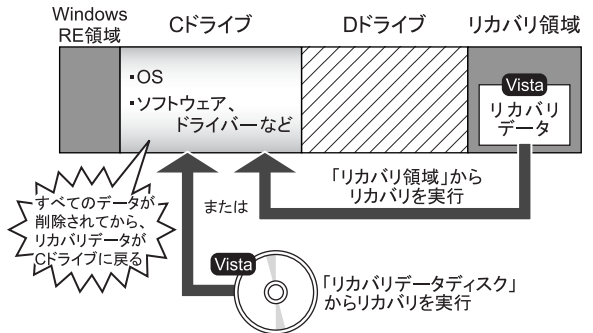 Windows
RE領域
Cドライブ
Dドライブ
リカバリ領域
▪OS
▪ソフトウェア、
ドライバーなど
Vista
リカバリ
データ
すべてのデータが
削除されてから、
リカバリデータが
Cドライブに戻る
または
「リカバリ領域」から
リカバリを実行
Vista
「リカバリデータディスク」
からリカバリを実行